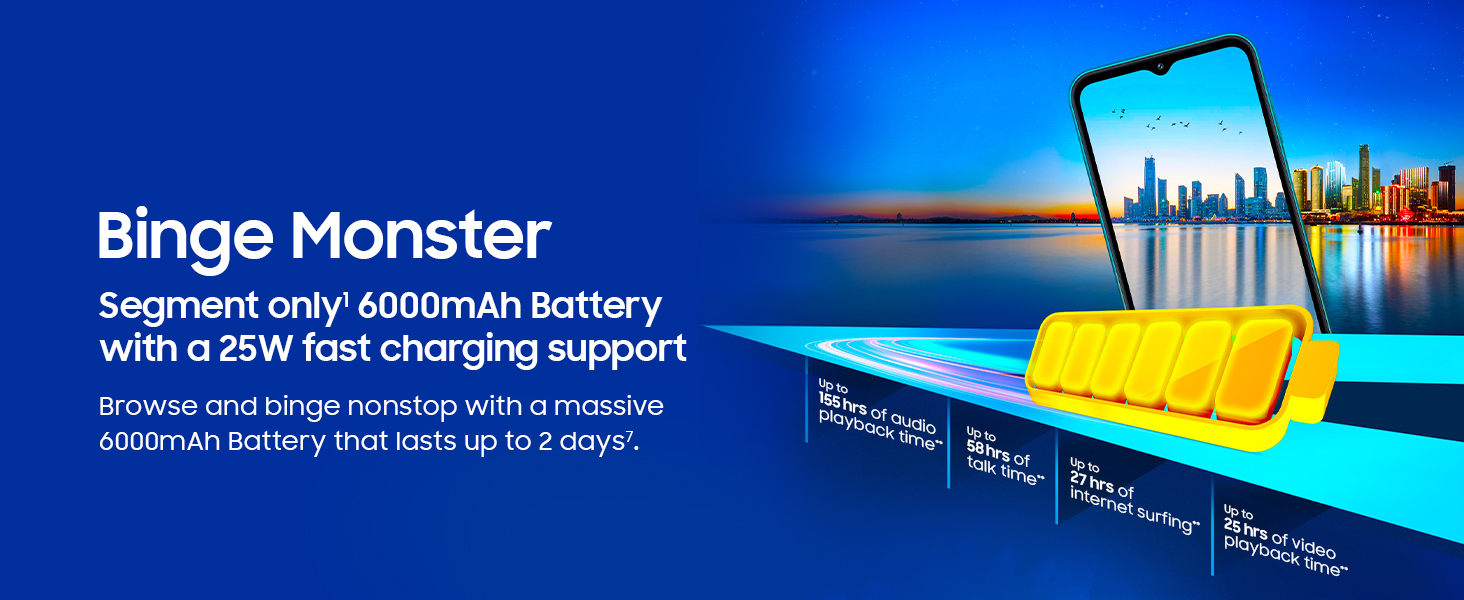 Binge Monster
Segment only¹ 6000mAh Battery
with a 25W fast charging support
Browse and binge nonstop with a massive
6000mAh Battery that lasts up to 2 days⁷.
Up to
155 hrs of audio
playback time**
Up to
58 hrs of
talk time**
Up to
27 hrs of
internet surfing**
Up to
25 hrs of video
playback time**